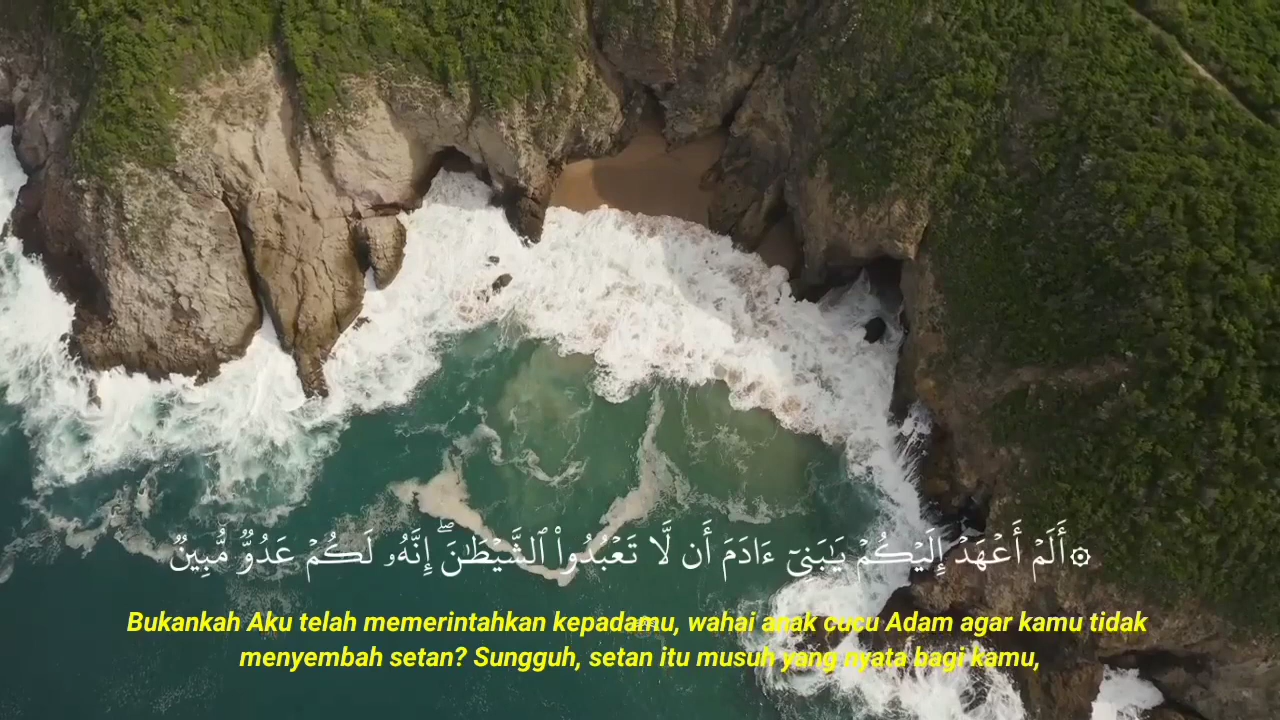 ۞أَلَمْ أَعْهَدْ إِلَيْكُمْ يَٰبَنِىٓ ءَادَمَ أَن لَّا تَعْبُدُوا۟ ٱلشَّيْطَٰنَ ۖ إِنَّهُۥ لَكُمْ عَدُوٌّ مُّبِينٌ
Bukankah Aku telah memerintahkan kepadamu, wahai anak cucu Adam agar kamu tidak
menyembah setan? Sungguh, setan itu musuh yang nyata bagi kamu,